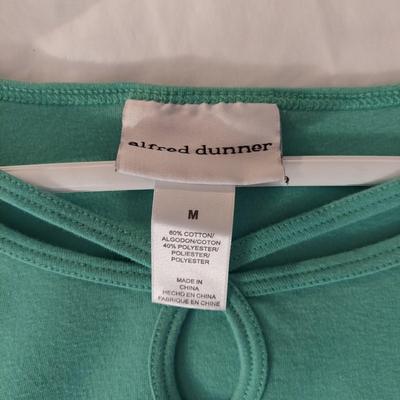 alfred dunner
M
60% COTTON/
ALGODON/COTON
40% POLYESTER/
POLIESTER/
POLYESTER
MADE IN
CHINA
HECHO EN CHINA
FABRIQUE EN CHINE